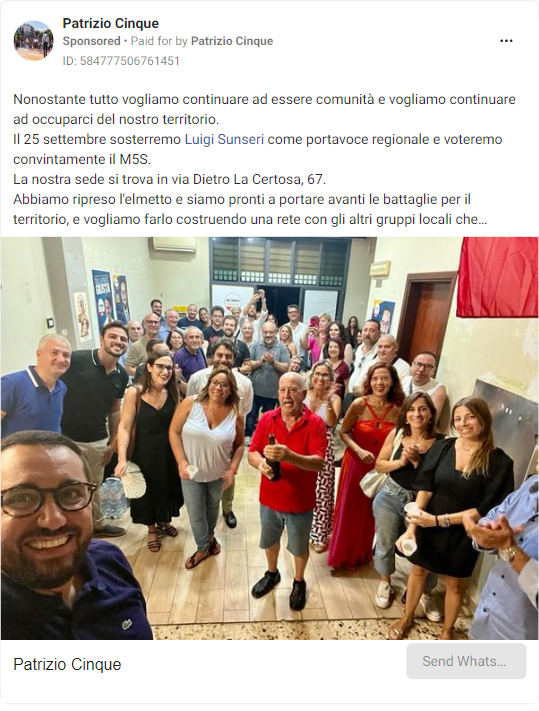 Patrizio Cinque
Sponsored • Paid for by Patrizio Cinque
ID: 584777506761451
Nonostante tutto vogliamo continuare ad essere comunità e vogliamo continuare
ad occuparci del nostro territorio.
Il 25 settembre sosterremo Luigi Sunseri come portavoce regionale e voteremo
convintamente il M5S.
La nostra sede si trova in via Dietro La Certosa, 67.
Abbiamo ripreso l'elmetto e siamo pronti a portare avanti le battaglie per il
territorio, e vogliamo farlo costruendo una rete con gli altri gruppi locali che...
GIUSTA
Patrizio Cinque
Send Whats...